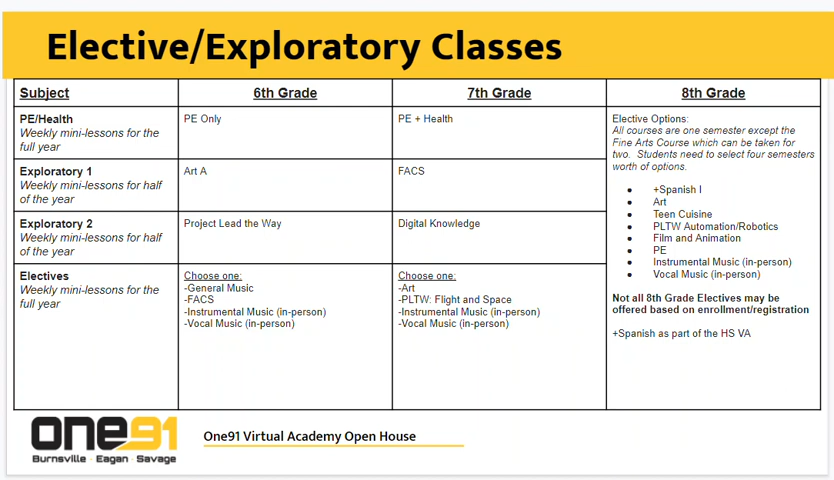 Elective/Exploratory Classes
Subject
6th Grade
7th Grade
8th Grade
PE/Health
Weekly mini-lessons for the
full year
PE Only
PE + Health
Exploratory 1
Weekly mini-lessons for half
of the year
Art A
FACS
Exploratory 2
Weekly mini-lessons for half
of the year
Project Lead the Way
Digital Knowledge
Electives
Weekly mini-lessons for the
full year
Choose one:
-General Music
-FACS
-Instrumental Music (in-person)
-Vocal Music (in-person)
Choose one:
-Art
-PLTW: Flight and Space
-Instrumental Music (in-person)
-Vocal Music (in-person)
Elective Options:
All courses are one semester except the
Fine Arts Course which can be taken for
two. Students need to select four semesters
worth of options.
● +Spanish I
● Art
● Teen Cuisine
● PLTW Automation/Robotics
● Film and Animation
● PE
● Instrumental Music (in-person)
● Vocal Music (in-person)
Not all 8th Grade Electives may be
offered based on enrollment/registration
+Spanish as part of the HS VA
one91
Burnsville · Eagan · Savage
One91 Virtual Academy Open House